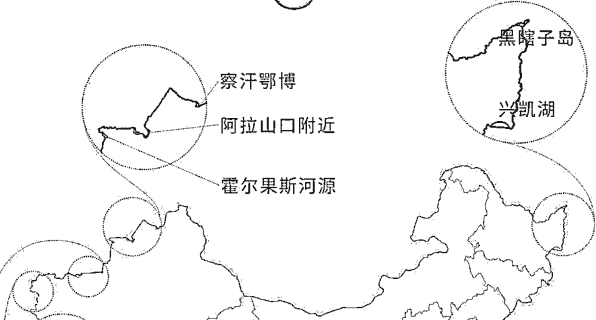 黑瞎子岛
察汗鄂博
兴凯湖
阿拉山口附近
霍尔果斯河源